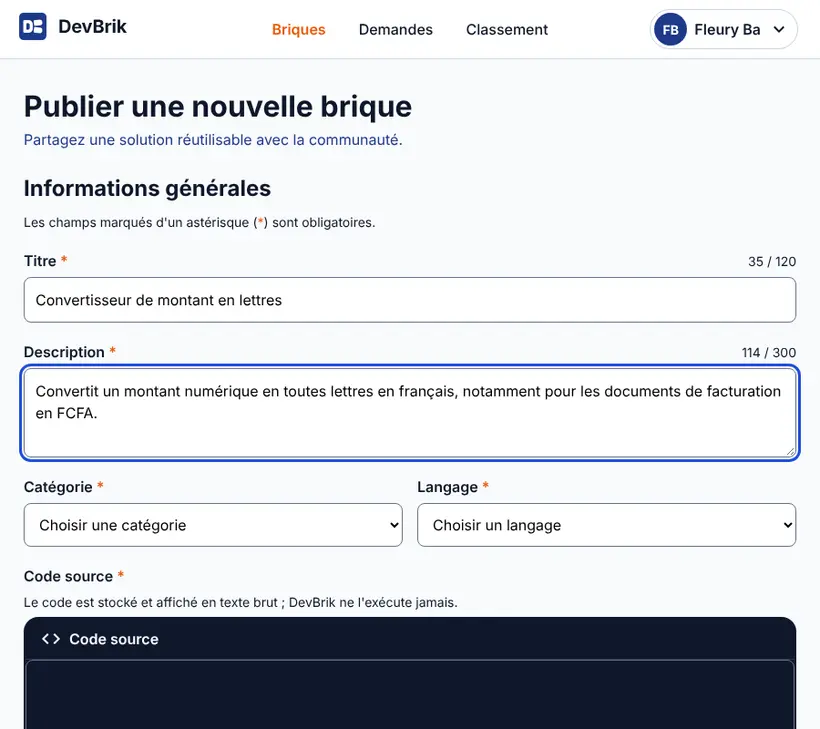 DevBrik
Briques
Demandes
Classement
FB
Fleury Ba
Publier une nouvelle brique
Partagez une solution réutilisable avec la communauté.
Informations générales
Les champs marqués d'un astérisque (*) sont obligatoires.
Titre *
35 / 120
Convertisseur de montant en lettres
Description *
114 / 300
Convertit un montant numérique en toutes lettres en français, notamment pour les documents de facturation
en FCFA.
Catégorie *
Langage *
Choisir une catégorie
Choisir un langage
Code source *
Le code est stocké et affiché en texte brut ; DevBrik ne l'exécute jamais.
<> Code source